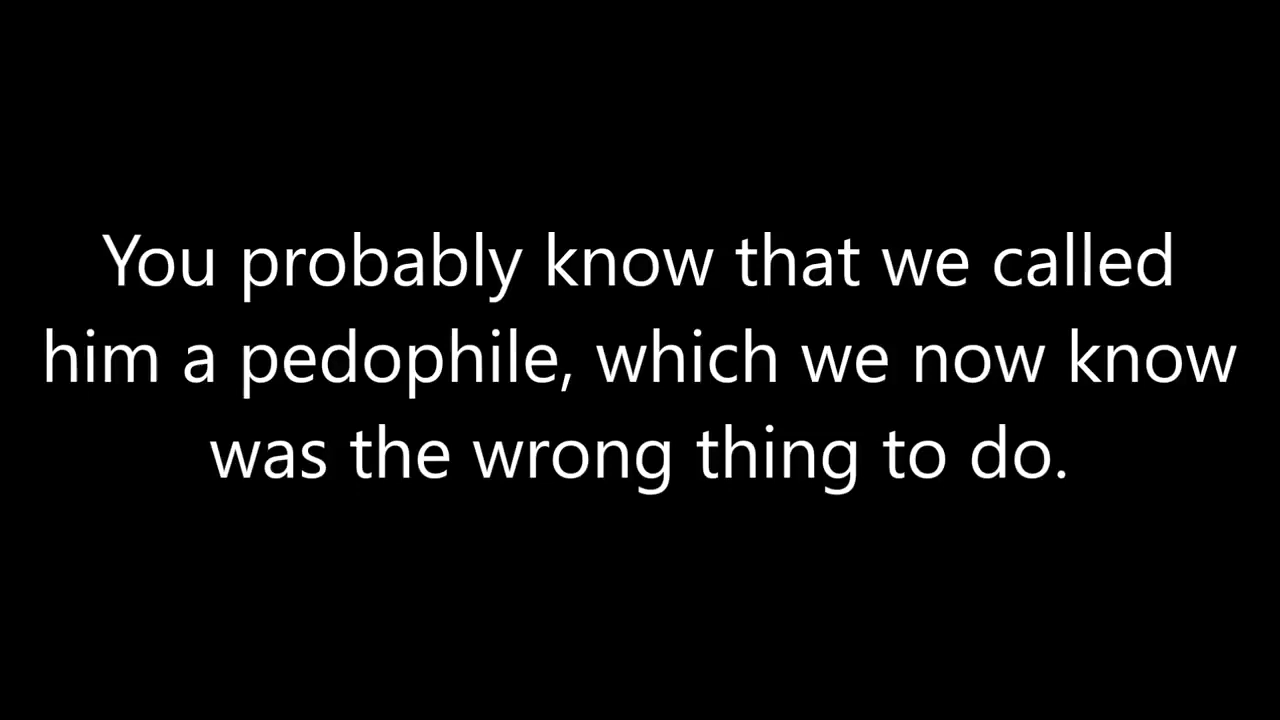 You probably know that we called
him a pedophile, which we now know
was the wrong thing to do.